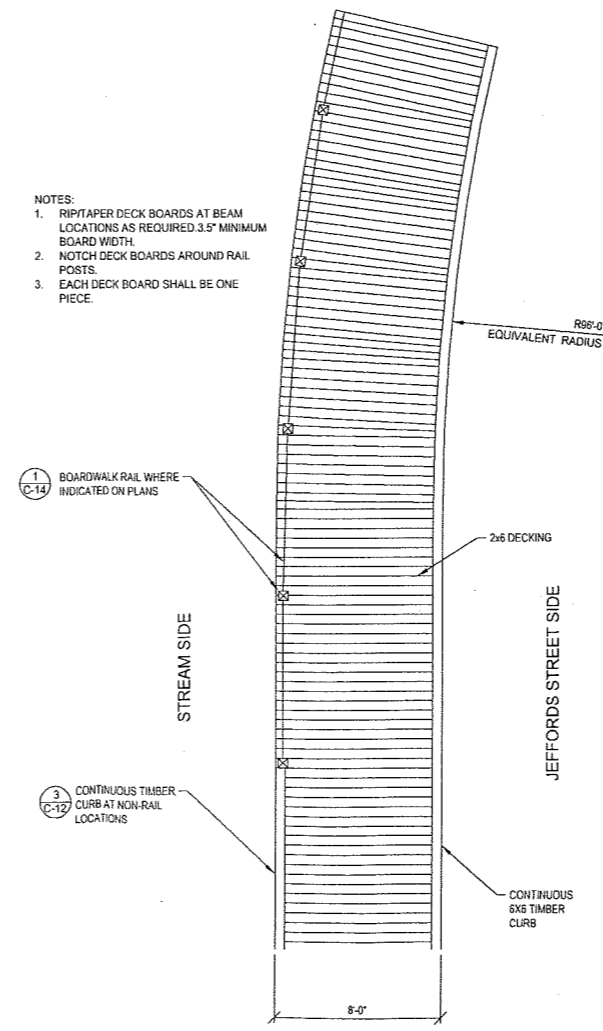 NOTES:
1. RIP/TAPER DECK BOARDS AT BEAM
LOCATIONS AS REQUIRED.3.5" MINIMUM
BOARD WIDTH.
2. NOTCH DECK BOARDS AROUND RAIL
POSTS.
3. EACH DECK BOARD SHALL BE ONE
PIECE.
R96'-0
EQUIVALENT RADIUS
1
C-14
BOARDWALK RAIL WHERE
INDICATED ON PLANS
2x6 DECKING
STREAM SIDE
JEFFORDS STREET SIDE
3
C-12
CONTINUOUS TIMBER
CURB AT NON-RAIL
LOCATIONS
CONTINUOUS
6X6 TIMBER
CURB
8'-0"